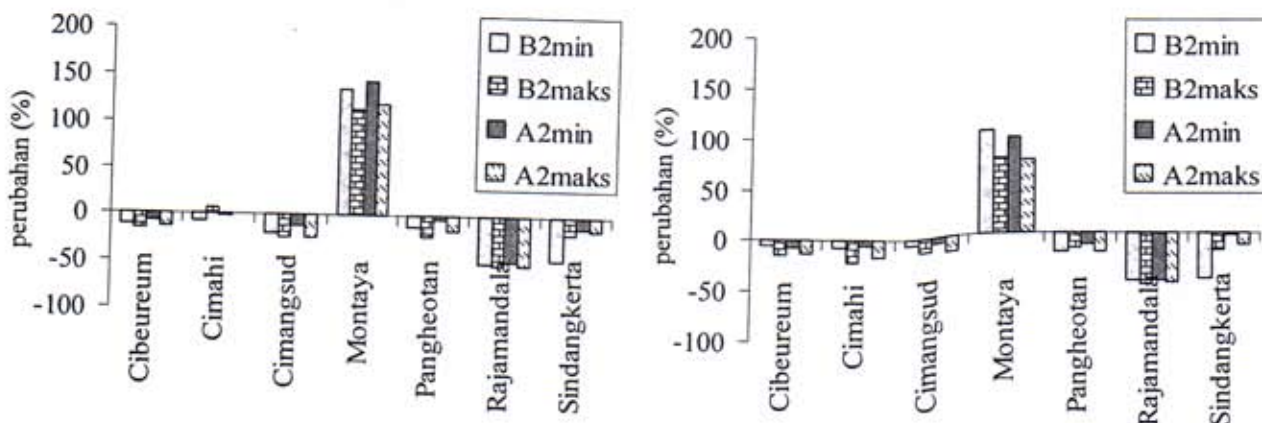 perubahan (%)
200
150
100
50
0
-50
-100
B2min
B2maks
A2min
A2maks
Cibeureum
Cimahi
Cimangsud
Montaya
Pangheotan
Rajamandala
Sindangkerta
perubahan (%)
200
150
100
50
0
-50
-100
B2min
B2maks
A2min
A2maks
Cibeureum
Cimahi
Cimangsud
Montaya
Pangheotan
Rajamandala
Sindangkerta